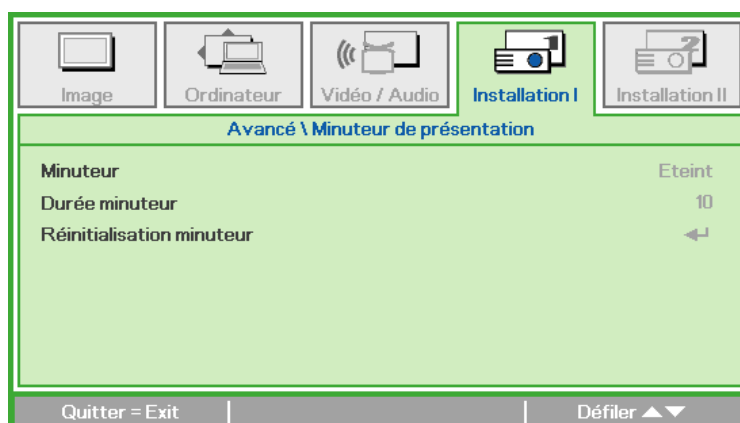 Image Ordinateur Vidéo / Audio Installation I Installation II
Avancé \ Minuteur de présentation
Minuteur Eteint
Durée minuteur 10
Réinitialisation minuteur
Quitter = Exit Défiler ▲▼